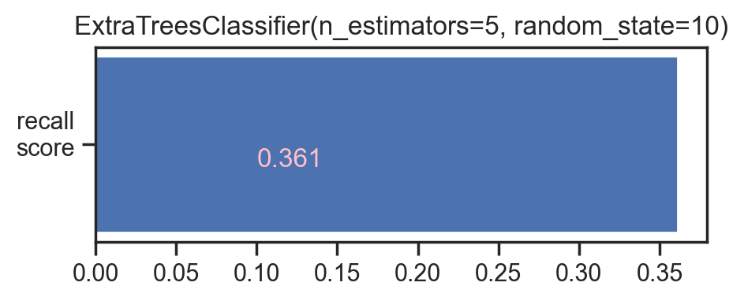 ExtraTreesClassifier(n_estimators=5, random_state=10)
recall
score
0.361
0.00 0.05 0.10 0.15 0.20 0.25 0.30 0.35